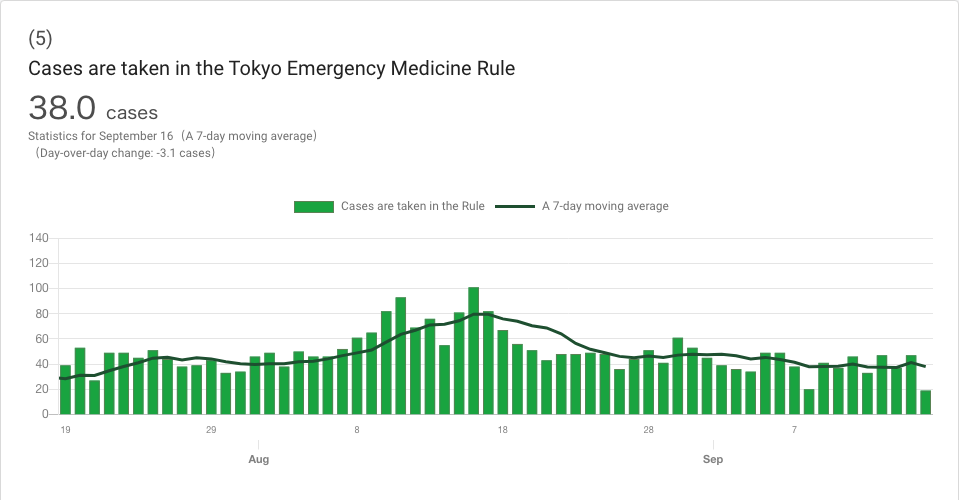 (5)
Cases are taken in the Tokyo Emergency Medicine Rule
38.0 cases
Statistics for September 16（A 7-day moving average）
（Day-over-day change: -3.1 cases）
Cases are taken in the Rule A 7-day moving average
140
120
100
80
60
40
20
0
19 29 8 18 28 7
Aug Sep